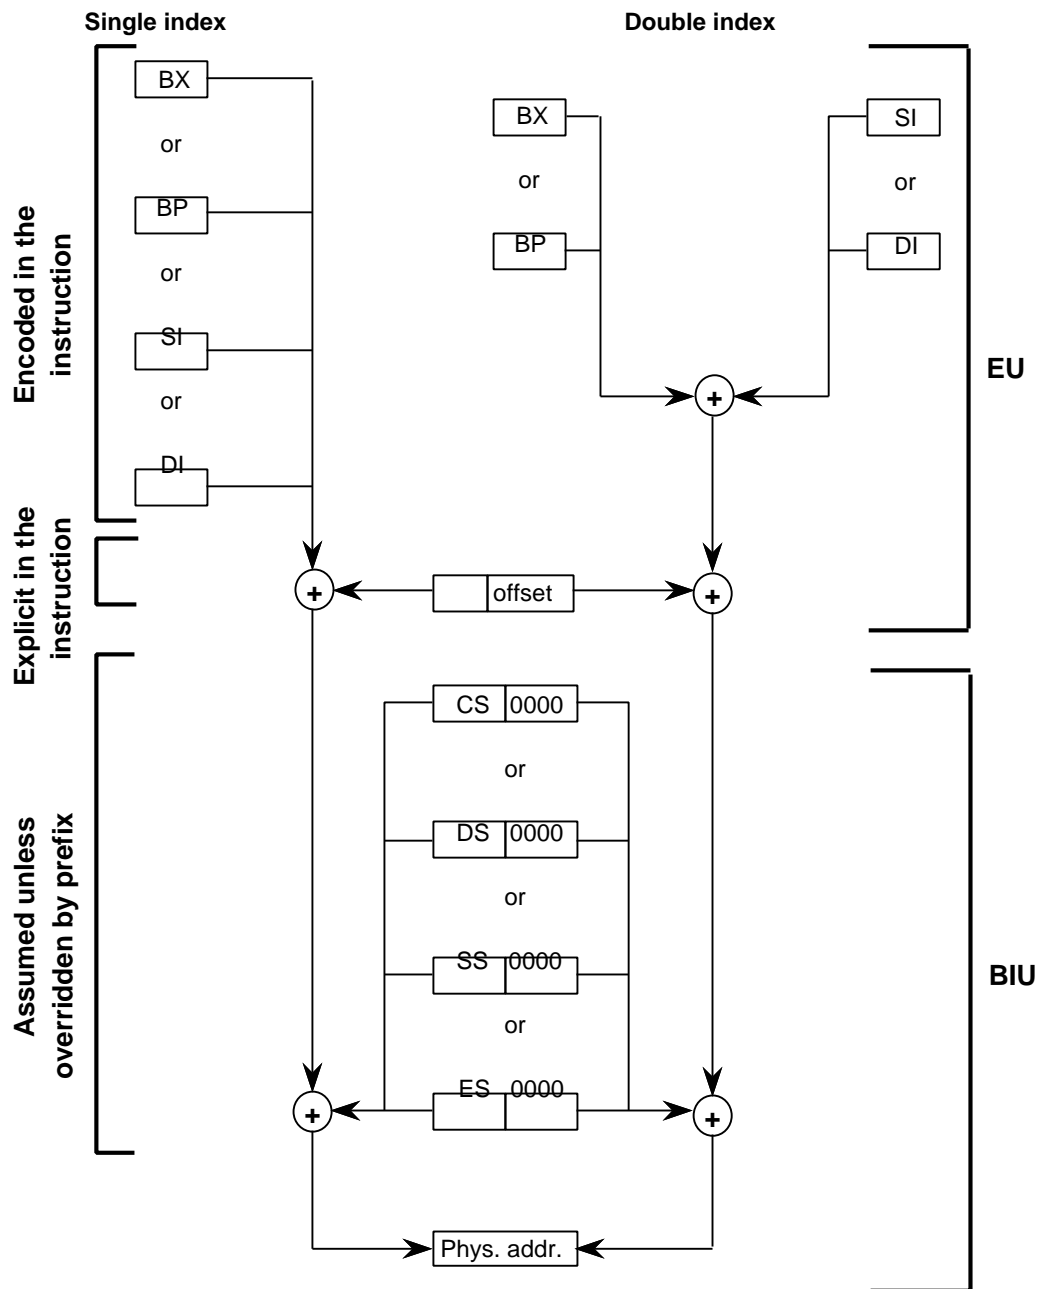 Single index
Double index
BX
or
BP
or
SI
or
DI
BX
or
BP
SI
or
DI
+
Encoded in the
instruction
EU
Explicit in the
instruction
+
offset
+
Assumed unless
overridden by prefix
CS 0000
or
DS 0000
or
SS 0000
or
ES 0000
BIU
+
+
Phys. addr.